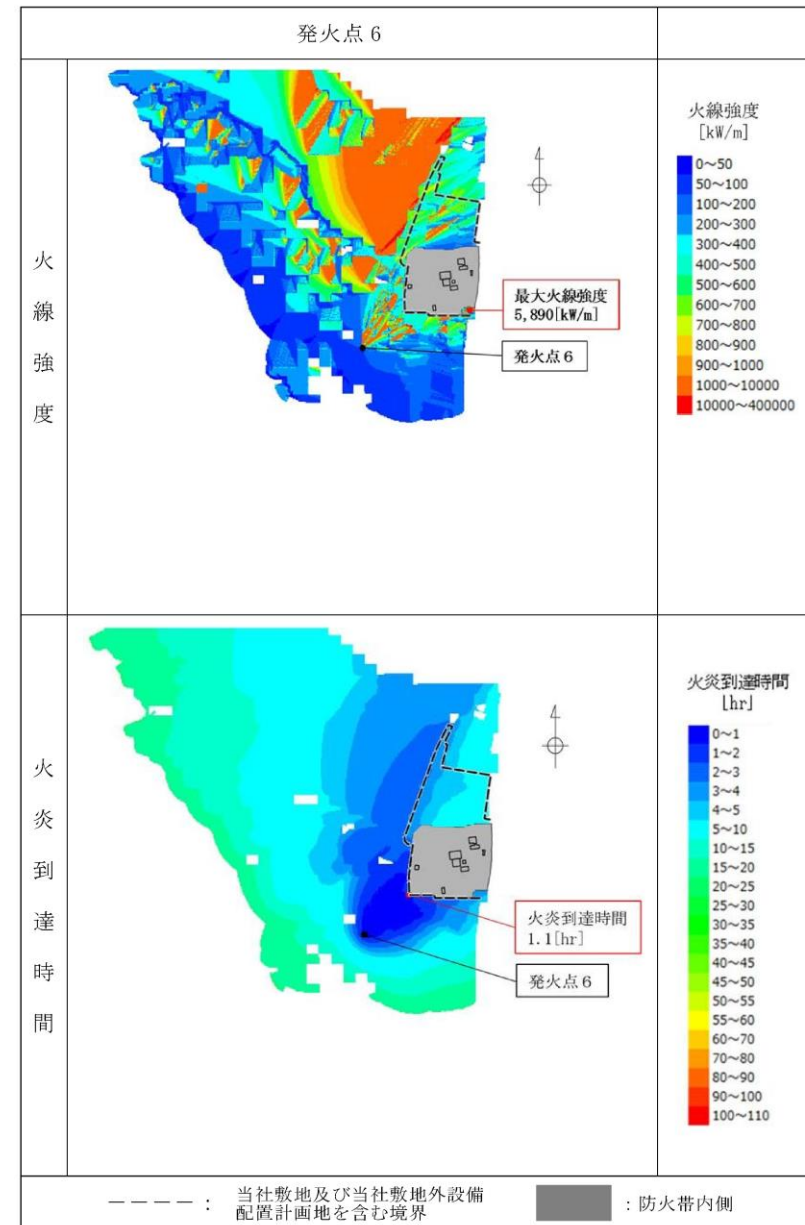 発火点6
火線強度
火線強度
[kW/m]
0～50
50～100
100～200
200～300
300～400
400～500
500～600
600～700
700～800
800～900
900～1000
1000～10000
10000～400000
最大火線強度
5,890[kW/m]
発火点6
火炎到達時間
火炎到達時間
[hr]
0～1
1～2
2～3
3～4
4～5
5～10
10～15
15～20
20～25
25～30
30～35
35～40
40～45
45～50
50～55
55～60
60～70
70～80
80～90
90～100
100～110
火炎到達時間
1.1[hr]
発火点6
：当社敷地及び当社敷地外設備
配置計画地を含む境界
：防火帯内側